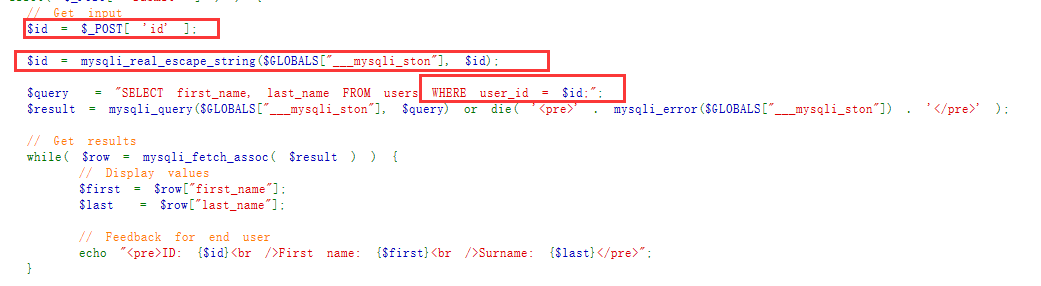 // Get input
$id = $_POST[ 'id' ];
$id = mysqli_real_escape_string($GLOBALS["___mysqli_ston"], $id);
$query = "SELECT first_name, last_name FROM users WHERE user_id = $id;";
$result = mysqli_query($GLOBALS["___mysqli_ston"], $query) or die( '<pre>' . mysqli_error($GLOBALS["___mysqli_ston"]) . '</pre>' );
// Get results
while( $row = mysqli_fetch_assoc( $result ) ) {
// Display values
$first = $row["first_name"];
$last = $row["last_name"];
// Feedback for end user
echo "<pre>ID: {$id}<br />First name: {$first}<br />Surname: {$last}</pre>";
}